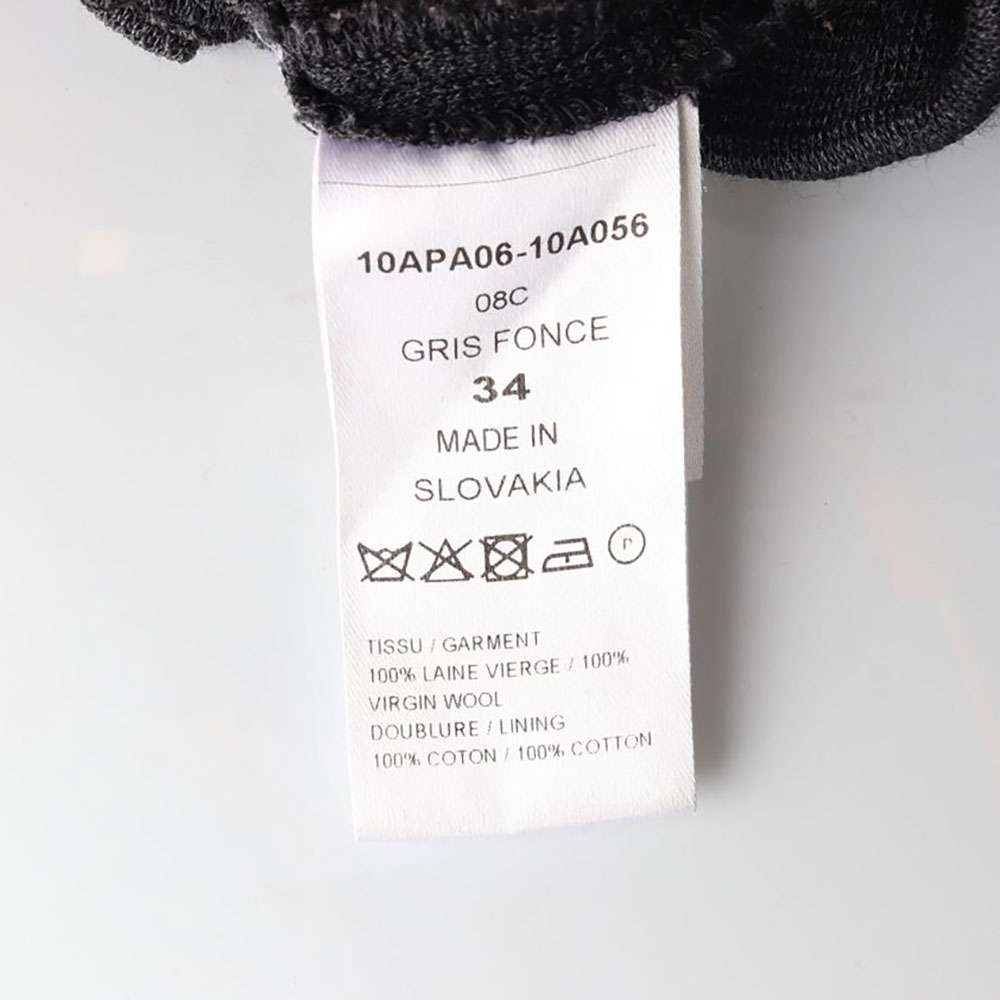 10APA06-10A056
08C
GRIS FONCE
34
MADE IN
SLOVAKIA
P
TISSU / GARMENT
100% LAINE VIERGE / 100%
VIRGIN WOOL
DOUBLURE / LINING
100% COTON / 100% COTTON